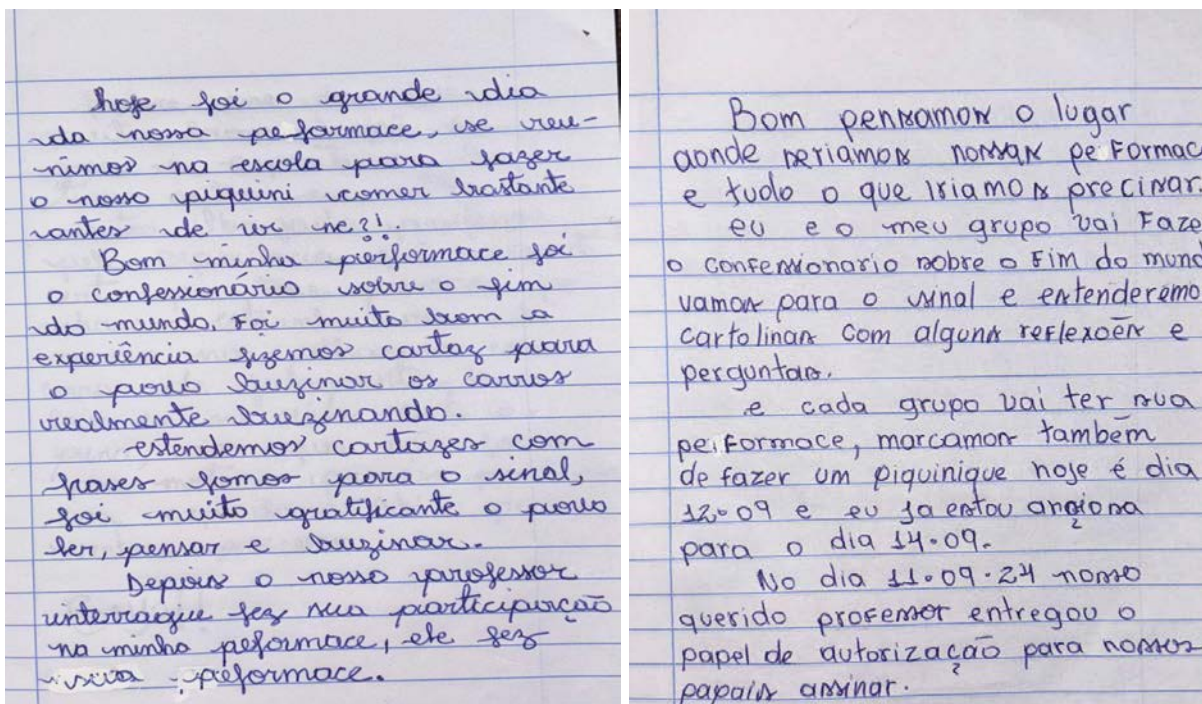 hoje foi o grande dia
da nossa peformace, se reu-
nimos na escola para fazer
o nosso piquini comer bastante
antes de ir ne?!.
Bom minha performace foi
o confessionário sobre o fim
do mundo. Foi muito bom a
experiência fizemos cartaz para
o povo buzinar os carros
realmente buzinando.
estendemos cartazes com
frases fomos para o sinal,
foi muito gratificante o povo
ler, pensar e buzinar.
Depois o nosso professor
fez sua participação
na minha peformace, ele fez
sua peformace.
Bom pensamos o lugar
aonde seriamos nossas peiformac
e tudo o que iriamos precisar.
eu e o meu grupo vai faze
o confessionario sobre o fim do mund
vamos para o sinal e estenderemo
cartolinas com alguns reflexoẽs e
perguntas.
e cada grupo vai ter sua
peiformace, marcamos também
de fazer um piquinique hoje é dia
12.09 e eu ja estou ançiosa
para o dia 14.09.
No dia 11.09.24 nosso
querido professor entregou o
papel de autorização para nossos
papais assinar.